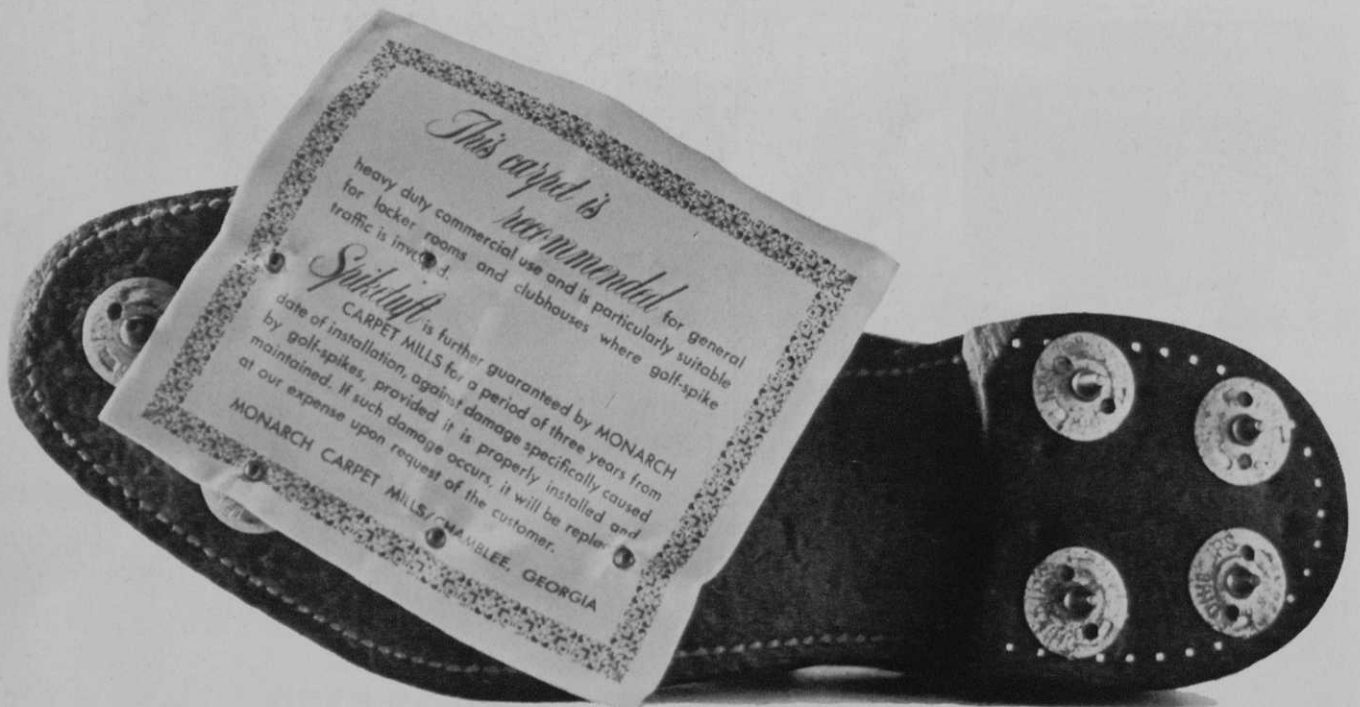 This carpet is
recommended for general
heavy duty commercial use and is particularly suitable
for locker rooms and clubhouses where golf-spike
traffic is
Spiketuft is further guaranteed by MONARCH
CARPET MILLS for a period of three years from
date of installation, against damage specifically caused
by golf-spikes, provided it is properly installed and
maintained. If such damage occurs, it will be
at our expense upon request of the customer.
MONARCH CARPET MILLS/CHAMBLEE, GEORGIA